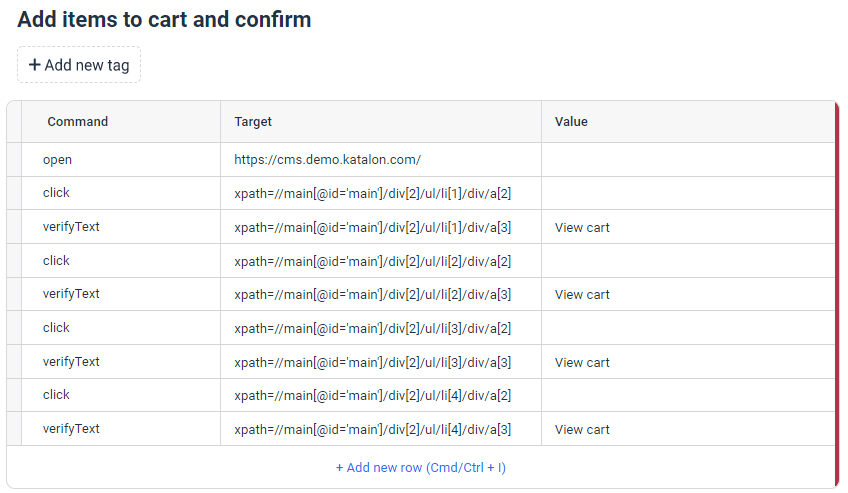 Add items to cart and confirm
+ Add new tag
Command Target Value
open https://cms.demo.katalon.com/
click xpath=//main[@id='main']/div[2]/ul/li[1]/div/a[2]
verifyText xpath=//main[@id='main']/div[2]/ul/li[1]/div/a[3] View cart
click xpath=//main[@id='main']/div[2]/ul/li[2]/div/a[2]
verifyText xpath=//main[@id='main']/div[2]/ul/li[2]/div/a[3] View cart
click xpath=//main[@id='main']/div[2]/ul/li[3]/div/a[2]
verifyText xpath=//main[@id='main']/div[2]/ul/li[3]/div/a[3] View cart
click xpath=//main[@id='main']/div[2]/ul/li[4]/div/a[2]
verifyText xpath=//main[@id='main']/div[2]/ul/li[4]/div/a[3] View cart
+ Add new row (Cmd/Ctrl + I)